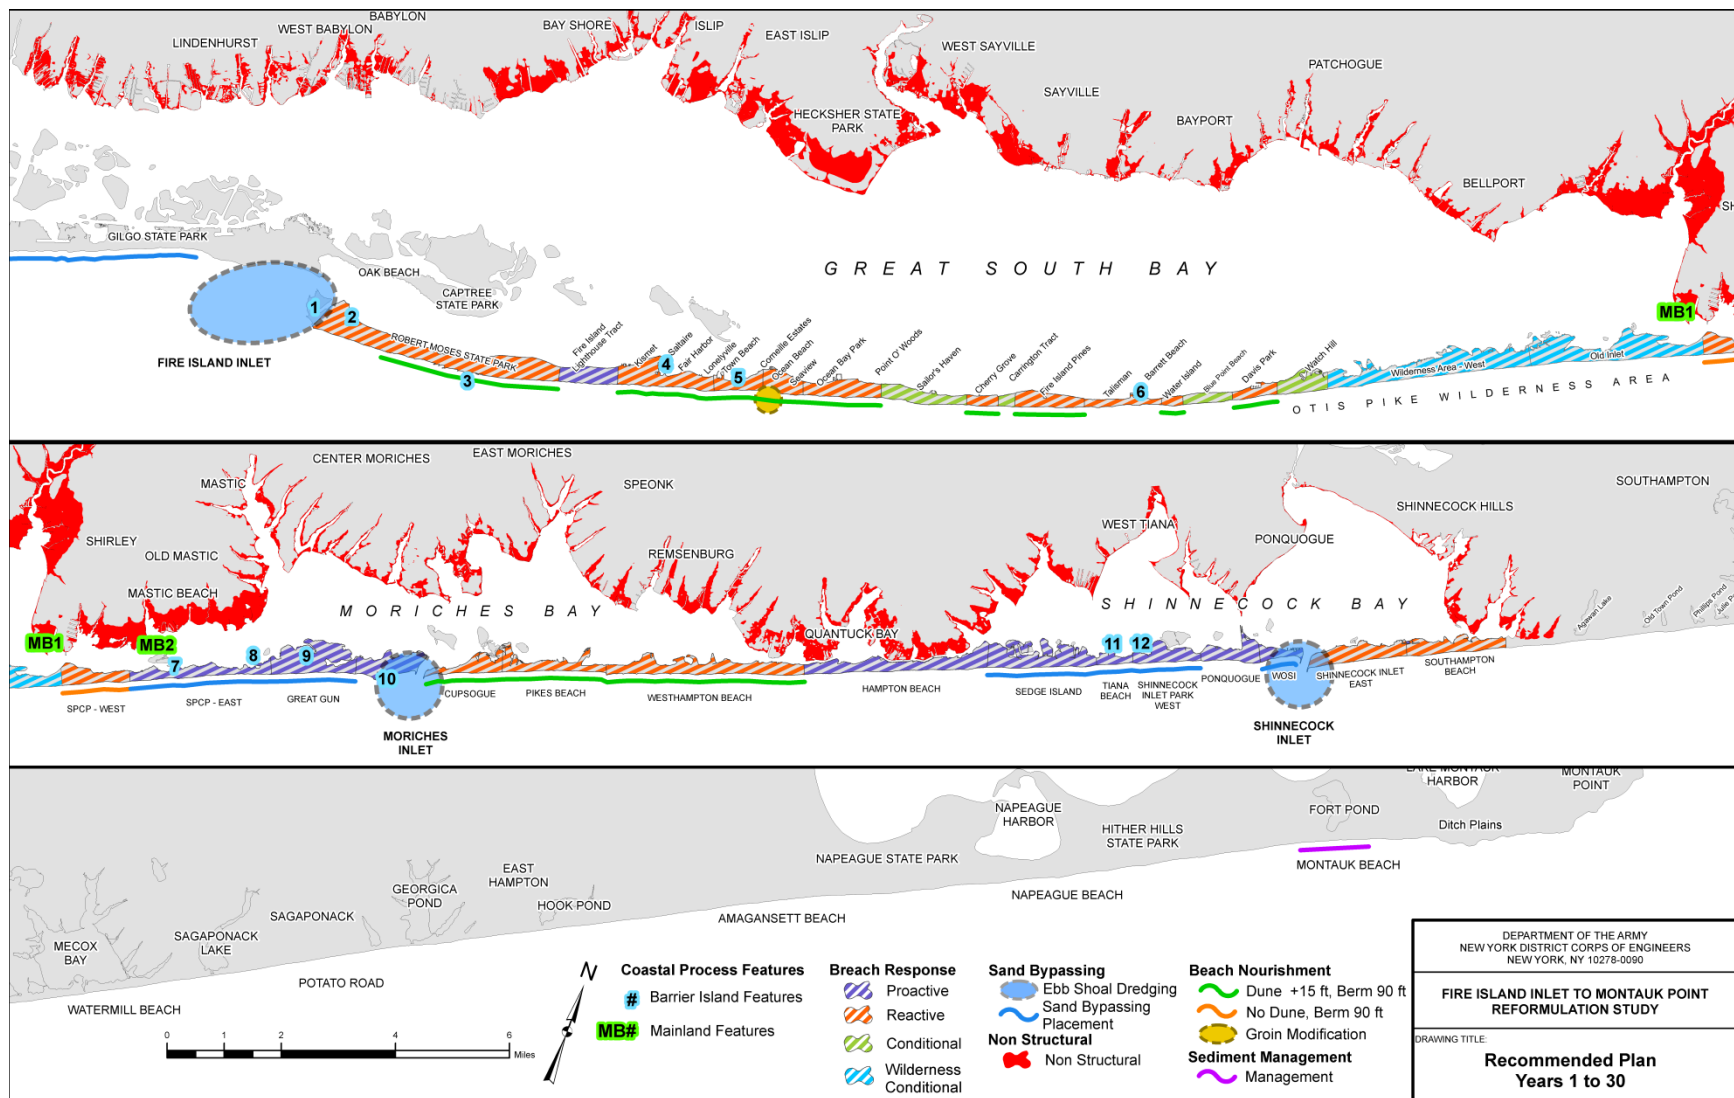 LINDENHURST
WEST BABYLON
BABYLON
BAY SHORE
ISLIP
EAST ISLIP
WEST SAYVILLE
SAYVILLE
PATCHOGUE
HECKSHER STATE
PARK
BAYPORT
BELLPORT
GILGO STATE PARK
OAK BEACH
CAPTREE
STATE PARK
GREAT SOUTH BAY
MB1
1
2
3
4
5
6
FIRE ISLAND INLET
ROBERT MOSES STATE PARK
Fire Island
Lighthouse Tract
Kismet
Saltaire
Fair Harbor
Lonelyville
Town Beach
Corneille Estates
Ocean Beach
Seaview
Ocean Bay Park
Point O' Woods
Sailor's Haven
Cherry Grove
Carrington Tract
Fire Island Pines
Talisman
Barrett Beach
Water Island
Blue Point Beach
Davis Park
Watch Hill
Wilderness Area - West
Old Inlet
OTIS PIKE WILDERNESS AREA
MASTIC
CENTER MORICHES
EAST MORICHES
SPEONK
SHIRLEY
OLD MASTIC
MASTIC BEACH
REMSENBURG
WEST TIANA
PONQUOGUE
SHINNECOCK HILLS
SOUTHAMPTON
MORICHES BAY
SHINNECOCK BAY
QUANTUCK BAY
Agawan Lake
Old Town Pond
Phillips Pond
MB1
MB2
7
8
9
10
11
12
SPCP - WEST
SPCP - EAST
GREAT GUN
CUPSOGUE
PIKES BEACH
WESTHAMPTON BEACH
HAMPTON BEACH
SEDGE ISLAND
TIANA
BEACH
SHINNECOCK
INLET PARK
WEST
PONQUOGUE
WOSI
SHINNECOCK INLET
EAST
SOUTHAMPTON
BEACH
MORICHES
INLET
SHINNECOCK
INLET
HARBOR
MONTAUK
POINT
NAPEAGUE
HARBOR
FORT POND
HITHER HILLS
STATE PARK
Ditch Plains
NAPEAGUE STATE PARK
MONTAUK BEACH
EAST
HAMPTON
GEORGICA
POND
HOOK POND
NAPEAGUE BEACH
AMAGANSETT BEACH
SAGAPONACK
SAGAPONACK
LAKE
MECOX
BAY
POTATO ROAD
WATERMILL BEACH
0
2
4
6
Miles
N
Coastal Process Features
# Barrier Island Features
MB# Mainland Features
Breach Response
Proactive
Reactive
Conditional
Wilderness
Conditional
Sand Bypassing
Ebb Shoal Dredging
Sand Bypassing
Placement
Non Structural
Non Structural
Beach Nourishment
Dune +15 ft, Berm 90 ft
No Dune, Berm 90 ft
Groin Modification
Sediment Management
Management
DEPARTMENT OF THE ARMY
NEW YORK DISTRICT CORPS OF ENGINEERS
NEW YORK, NY 10278-0090
FIRE ISLAND INLET TO MONTAUK POINT
REFORMULATION STUDY
DRAWING TITLE:
Recommended Plan
Years 1 to 30